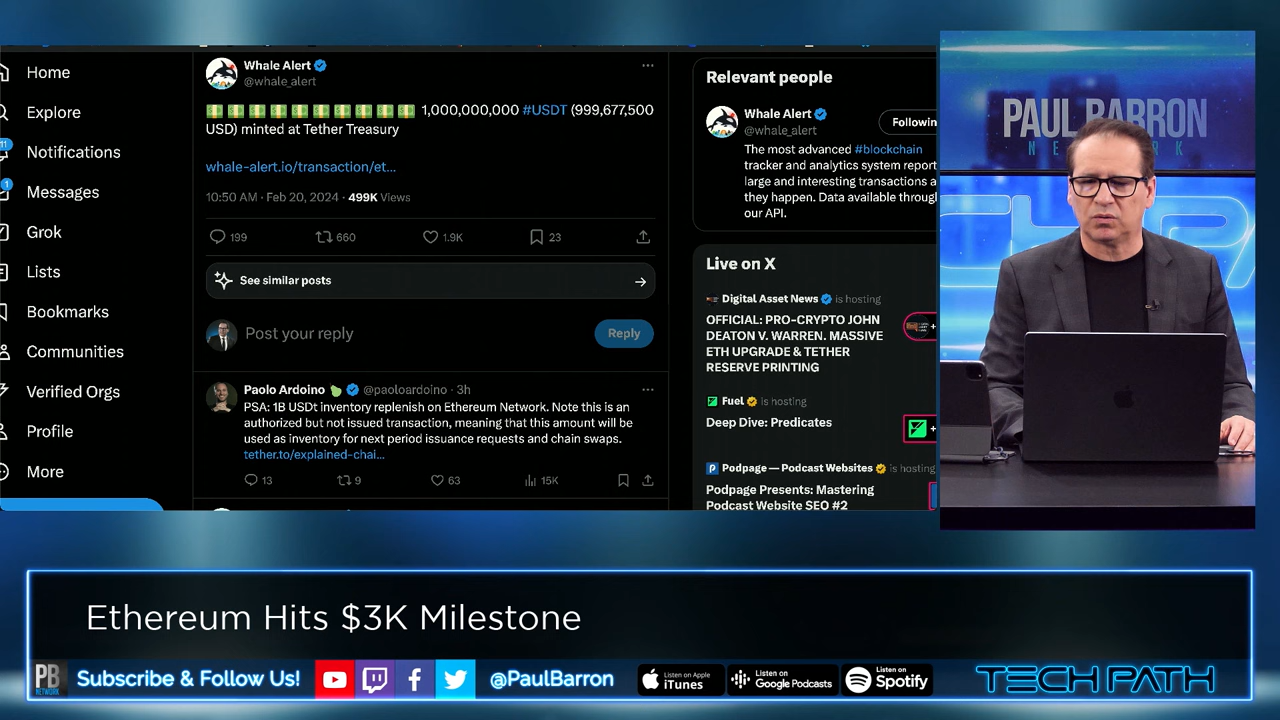 Home
Explore
11
Notifications
1
Messages
Grok
Lists
Bookmarks
Communities
Verified Orgs
Profile
More
Whale Alert
@whale_alert
1,000,000,000 #USDT (999,677,500
USD) minted at Tether Treasury
whale-alert.io/transaction/et...
10:50 AM · Feb 20, 2024 · 499K Views
199 660 1.9K 23
See similar posts
Post your reply
Reply
Paolo Ardoino @paoloardoino · 3h
PSA: 1B USDt inventory replenish on Ethereum Network. Note this is an
authorized but not issued transaction, meaning that this amount will be
used as inventory for next period issuance requests and chain swaps.
tether.to/explained-chai...
13 9 63 15K
Relevant people
Whale Alert
@whale_alert
Followin
The most advanced #blockchain
tracker and analytics system report
large and interesting transactions a
they happen. Data available throug
our API.
Live on X
Digital Asset News is hosting
OFFICIAL: PRO-CRYPTO JOHN
DEATON V. WARREN. MASSIVE
ETH UPGRADE & TETHER
RESERVE PRINTING
Fuel is hosting
Deep Dive: Predicates
Podpage — Podcast Websites is hosting
Podpage Presents: Mastering
Podcast Website SEO #2
PAUL BARRON
NETWORK
Ethereum Hits $3K Milestone
PB
NETWORK
Subscribe & Follow Us!
@PaulBarron
Listen on Apple
iTunes
Listen on
Google Podcasts
Listen on
Spotify
TECH PATH